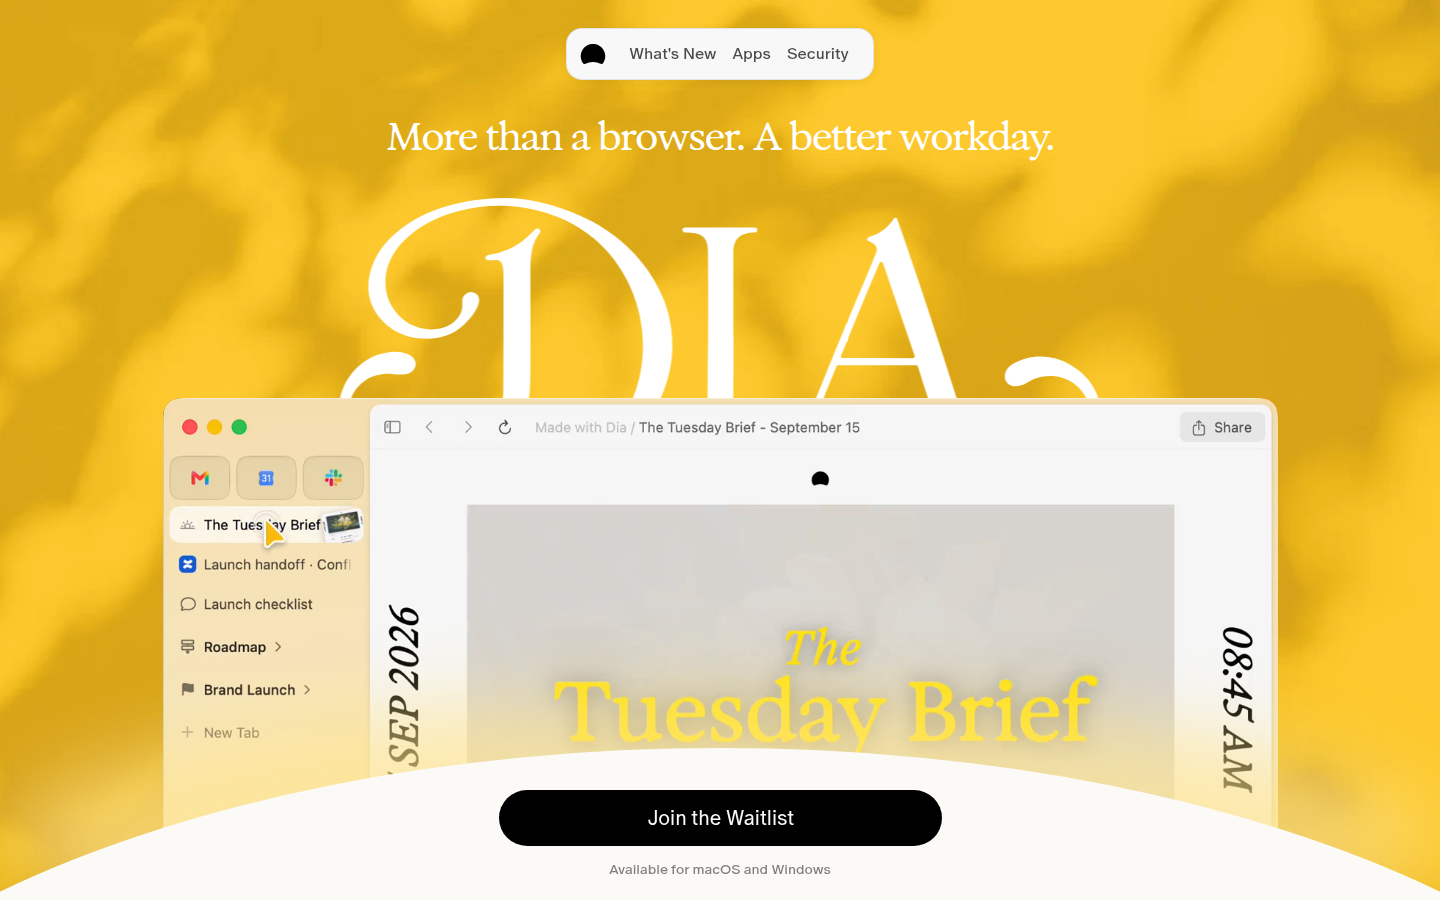 What's New Apps Security
More than a browser. A better workday.
DIA
Made with Dia / The Tuesday Brief - September 15
Share
31
The Tuesday Brief
Launch handoff · Conf
Launch checklist
Roadmap
Brand Launch
New Tab
SEP 2026
The
Tuesday Brief
08:45 AM
Join the Waitlist
Available for macOS and Windows